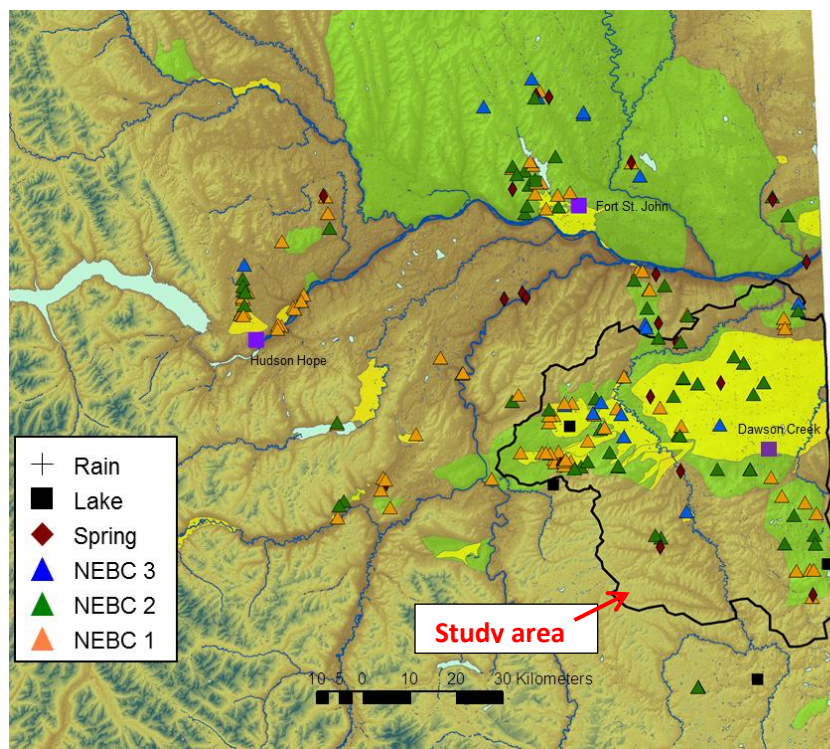 Fort St. John
Hudson Hope
Dawson Creek
Rain
Lake
Spring
NEBC 3
NEBC 2
NEBC 1
Study area
10 5 0 10 20 30 Kilometers